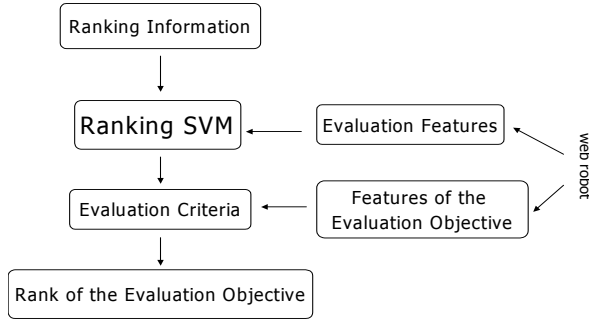 Ranking Information
Ranking SVM
Evaluation Features
web robot
Evaluation Criteria
Features of the
Evaluation Objective
Rank of the Evaluation Objective